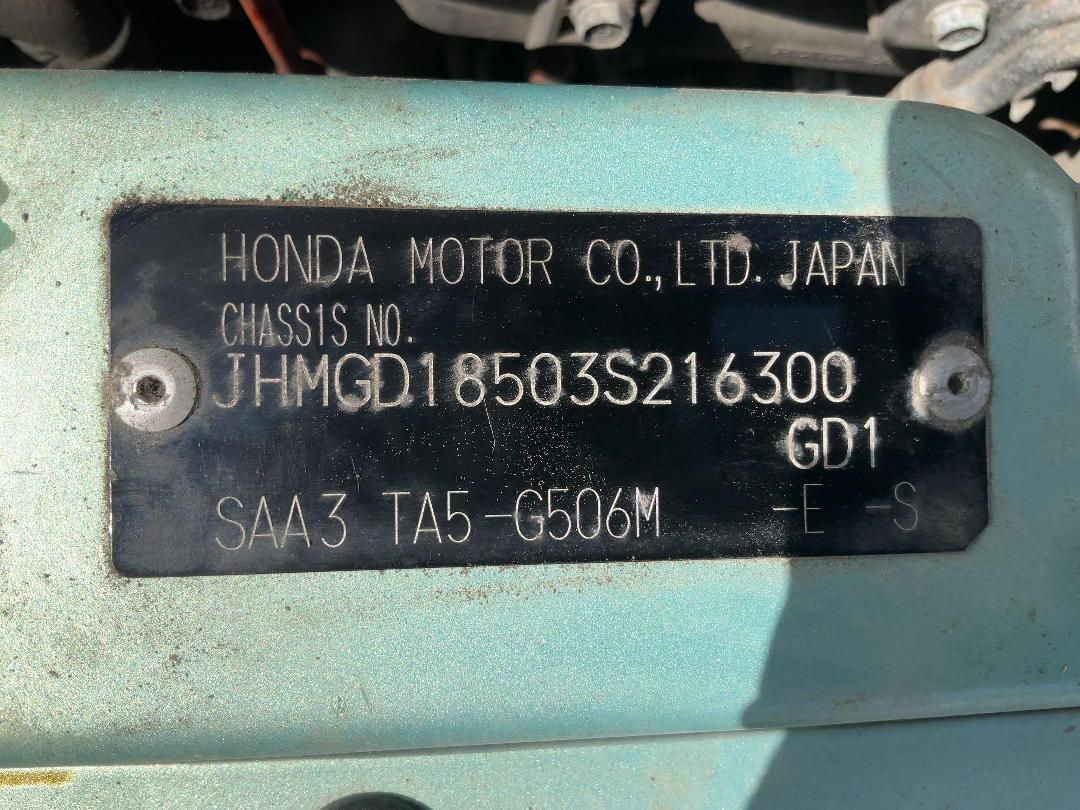 HONDA MOTOR CO., LTD. JAPAN
CHASSIS NO.
JHMGD18503S216300
GD1
SAA3 TA5-G506M -E -S